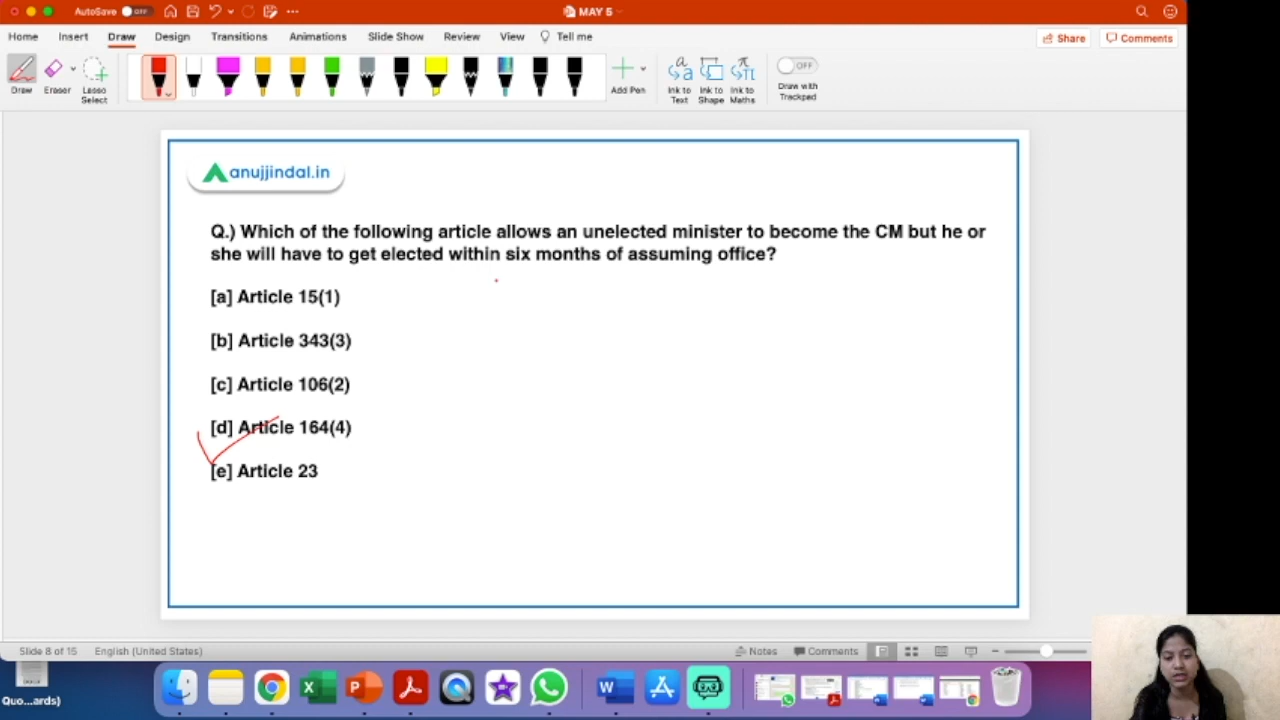 AutoSave OFF
MAY 5
Home Insert Draw Design Transitions Animations Slide Show Review View Tell me
Share Comments
Draw Eraser Lasso Select Add Pen Ink to Text Ink to Shape Ink to Maths OFF Draw with Trackpad
anujjindal.in
Q.) Which of the following article allows an unelected minister to become the CM but he or
she will have to get elected within six months of assuming office?
[a] Article 15(1)
[b] Article 343(3)
[c] Article 106(2)
[d] Article 164(4)
[e] Article 23
Slide 8 of 15 English (United States) Notes Comments
Quo...ards)